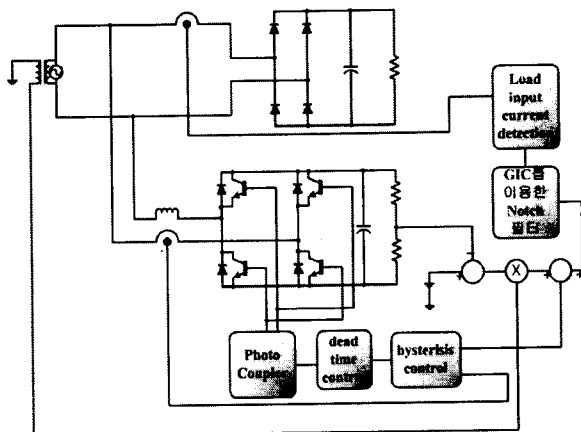 Load
input
current
detection
GIC를
이용한
Notch
필터
X
Photo
Coupler
dead
time
control
hysterisis
control